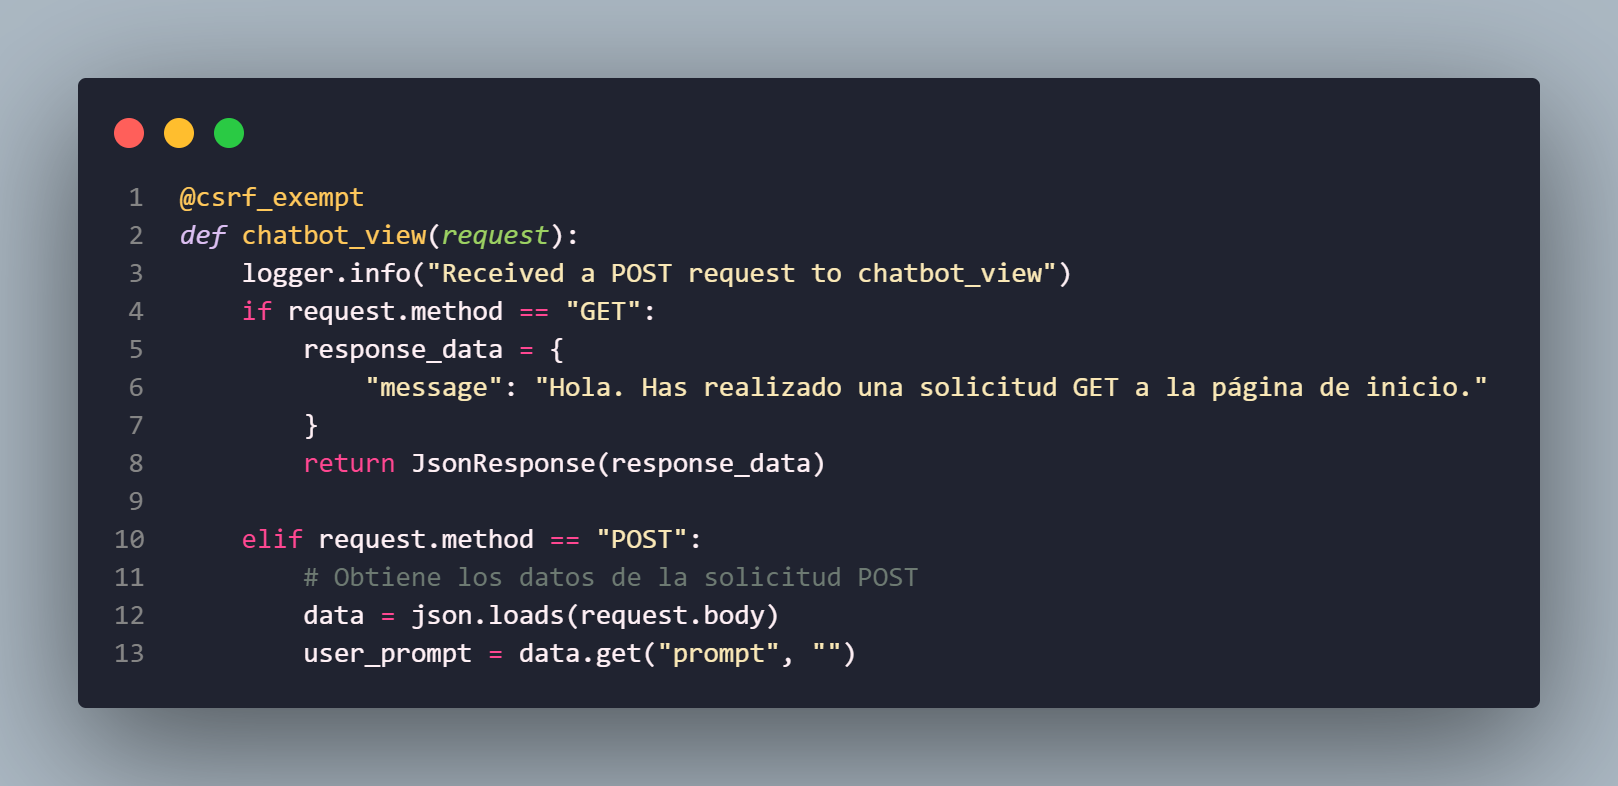 1 @csrf_exempt
2 def chatbot_view(request):
3     logger.info("Received a POST request to chatbot_view")
4     if request.method == "GET":
5         response_data = {
6             "message": "Hola. Has realizado una solicitud GET a la página de inicio."
7         }
8         return JsonResponse(response_data)
9
10     elif request.method == "POST":
11         # Obtiene los datos de la solicitud POST
12         data = json.loads(request.body)
13         user_prompt = data.get("prompt", "")